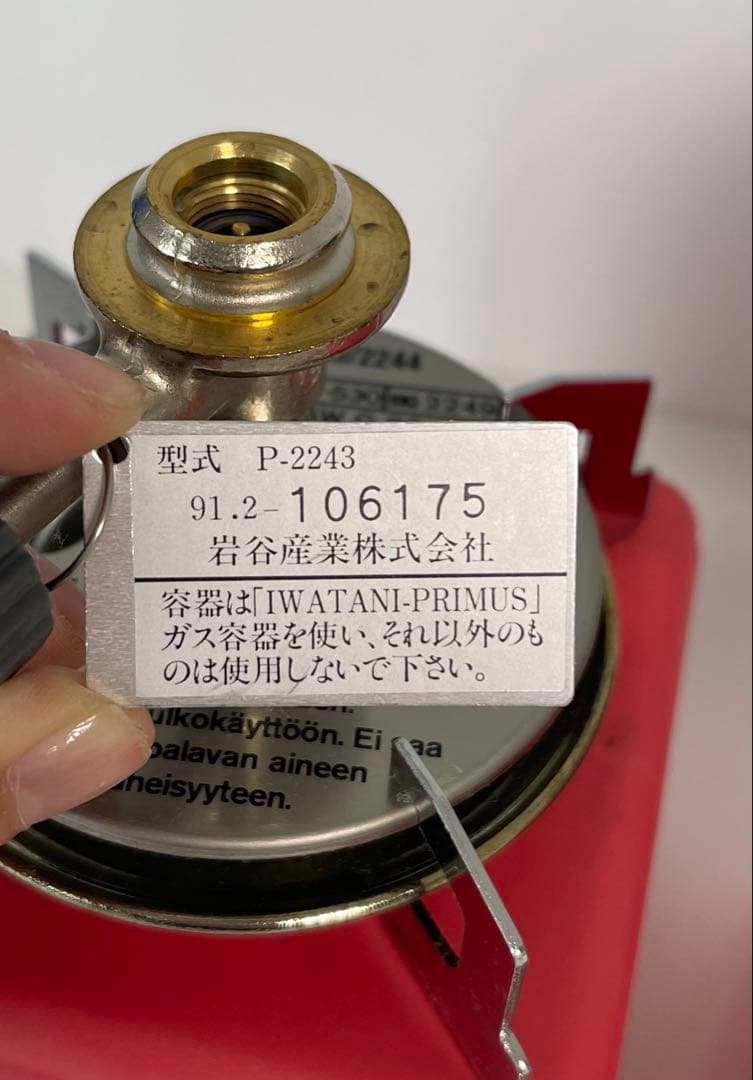 2244
2249
型式 P-2243
91.2-106175
岩谷産業株式会社
容器は「IWATANI-PRIMUS」
ガス容器を使い、それ以外のも
のは使用しないで下さい。
ulkokäyttöön. Ei saa
palavan aineen